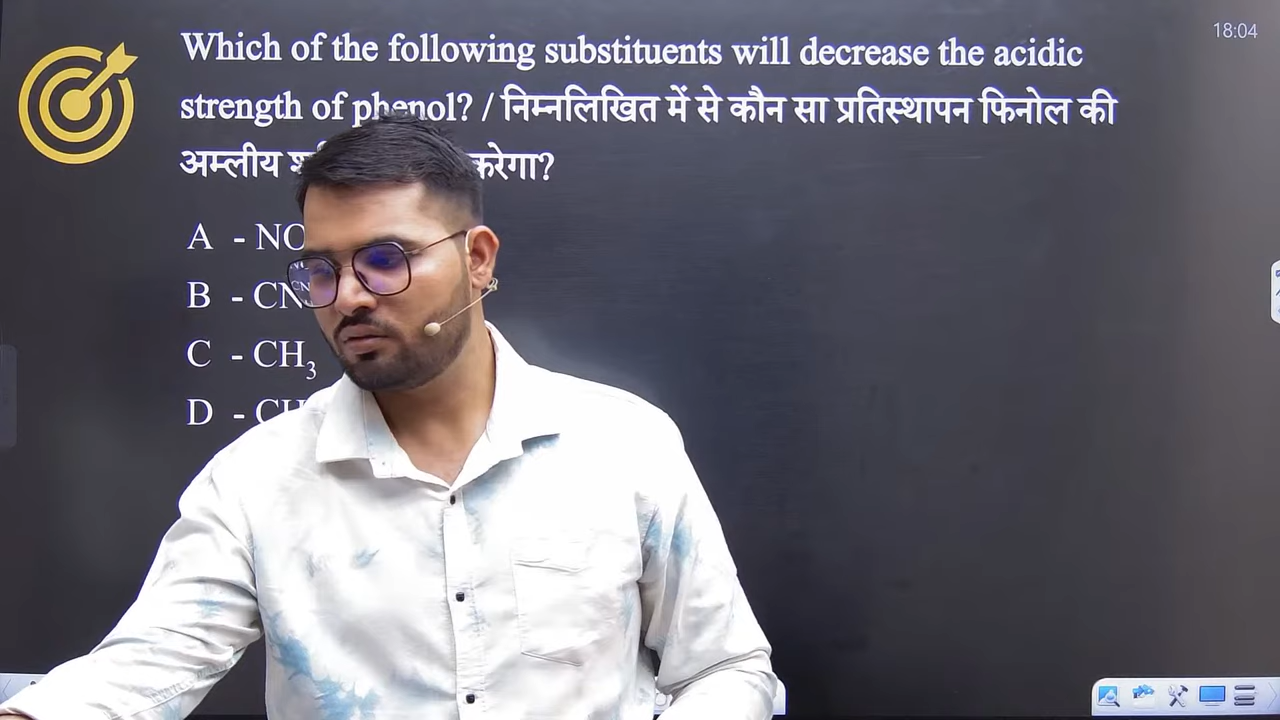 18:04
Which of the following substituents will decrease the acidic
strength of phenol? / निम्नलिखित में से कौन सा प्रतिस्थापन फिनोल की
अम्लीय करेगा?
A - NO
B - CN
C - CH₃
D -